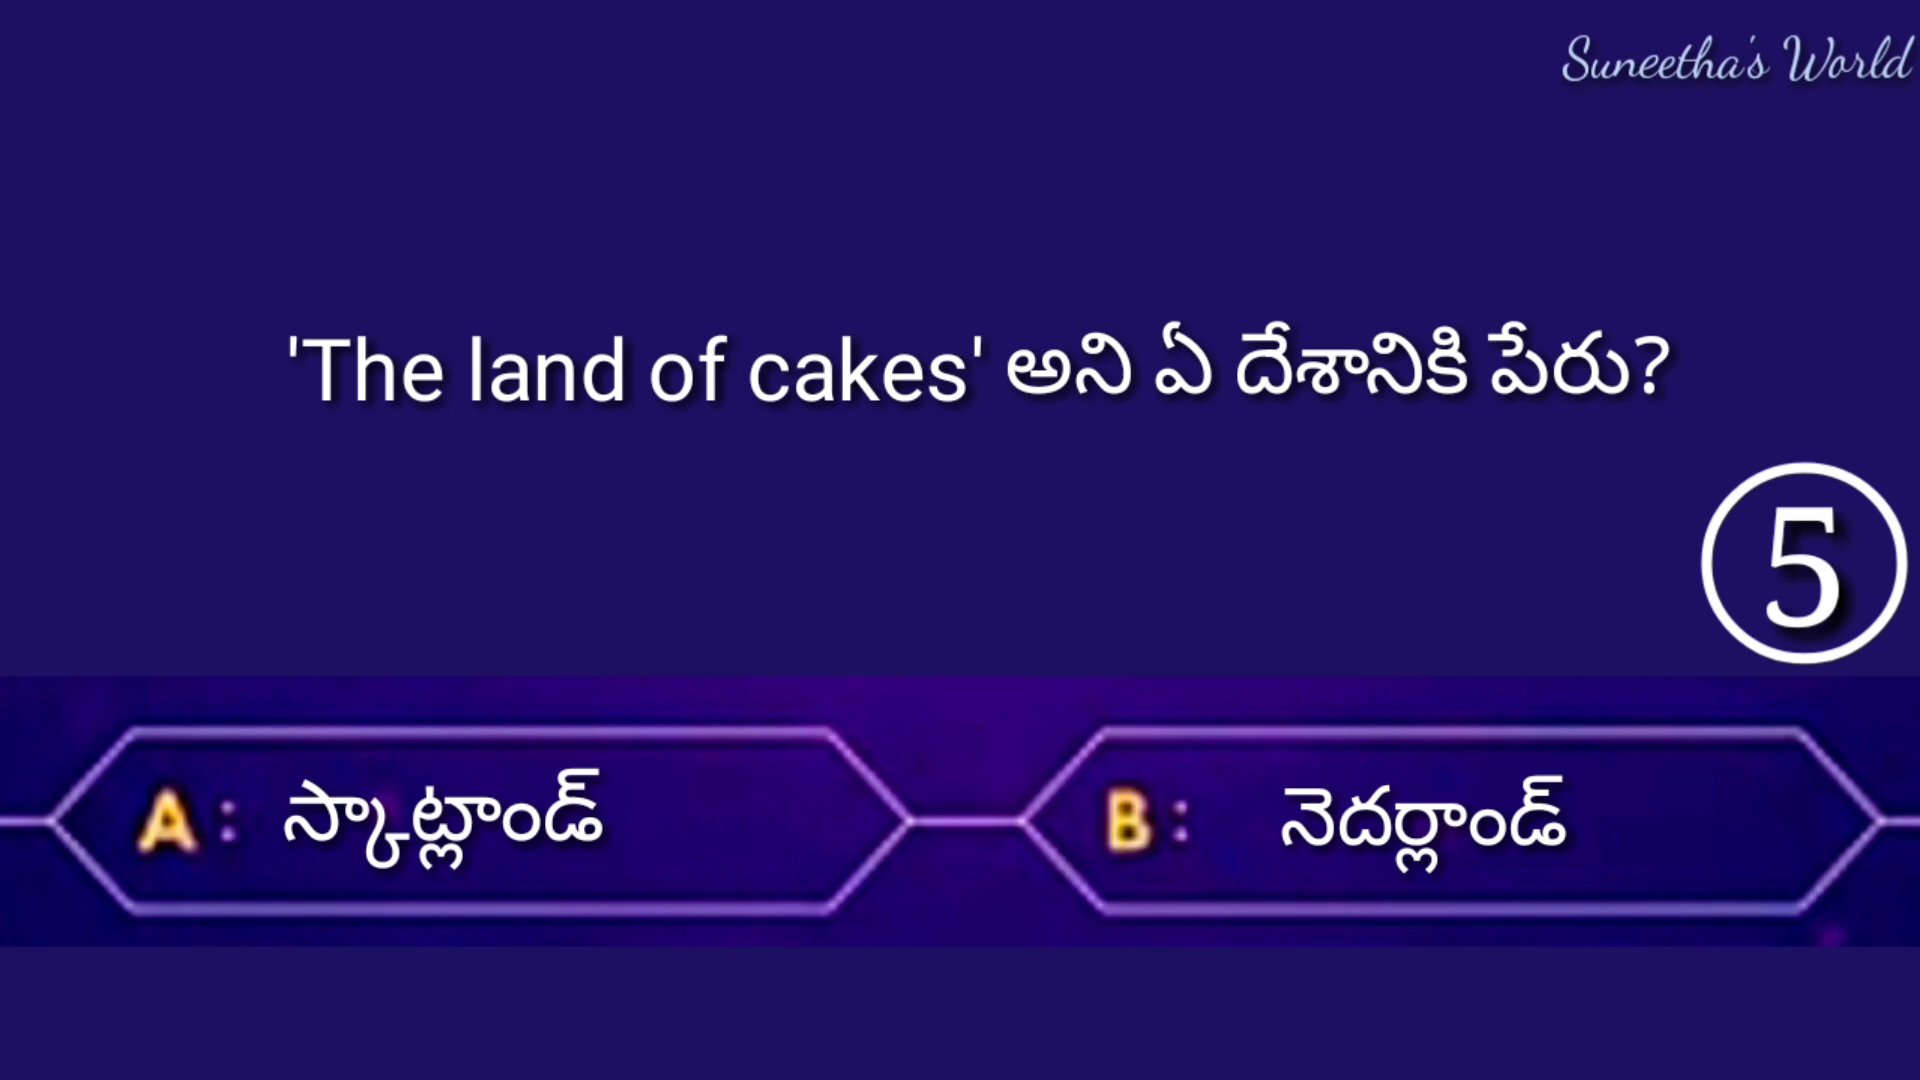 Suneetha's World
'The land of cakes' అని ఏ దేశానికి పేరు?
5
A : స్కాట్లాండ్
B : నెదర్లాండ్